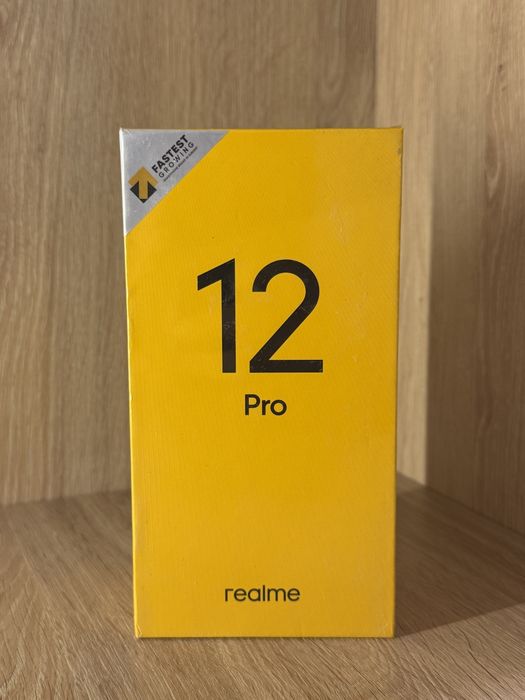 FASTEST
GROWING
12
Pro
realme